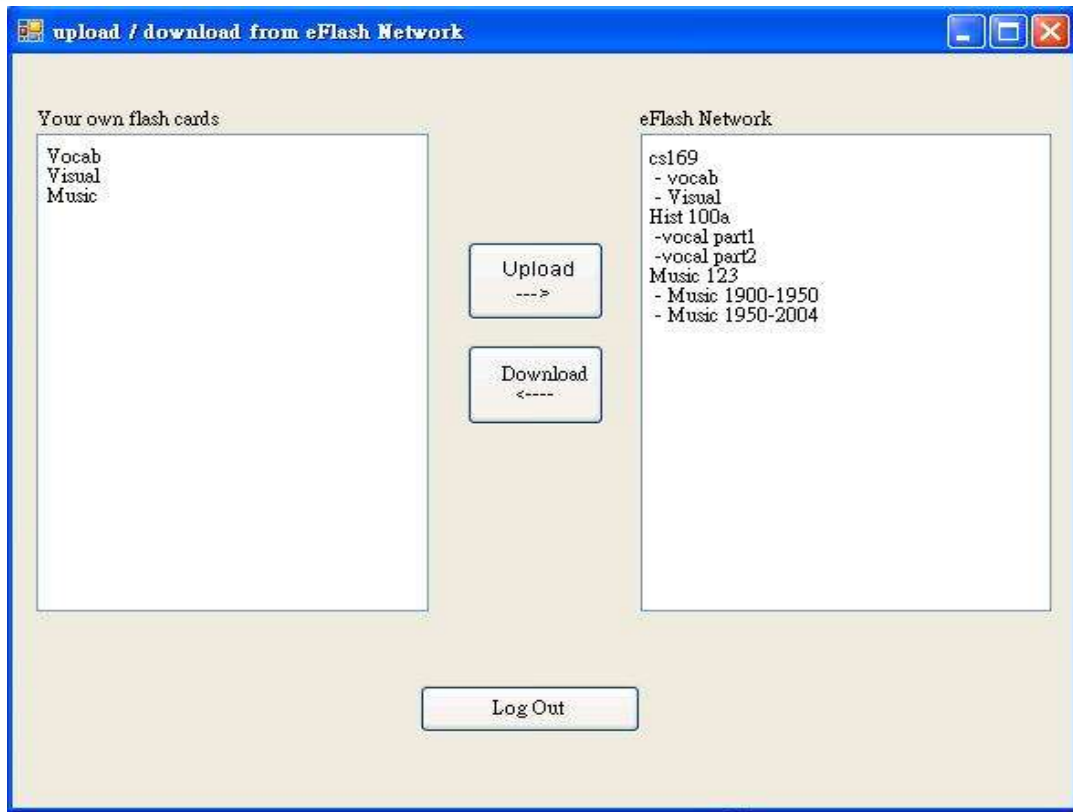 upload / download from eFlash Network
Your own flash cards
Vocab
Visual
Music
Upload
--->
Download
<----
eFlash Network
cs169
- vocab
- Visual
Hist 100a
-vocal part1
-vocal part2
Music 123
- Music 1900-1950
- Music 1950-2004
Log Out